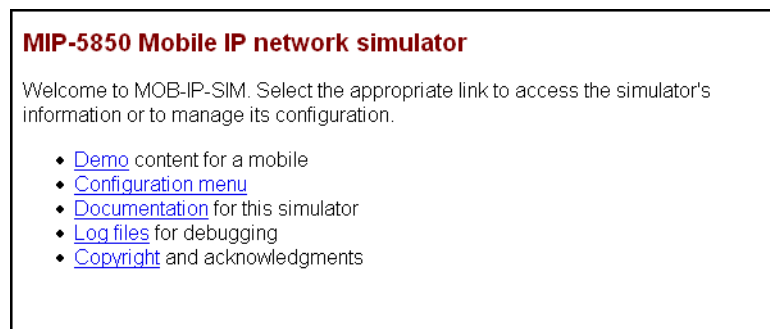 MIP-5850 Mobile IP network simulator
Welcome to MOB-IP-SIM. Select the appropriate link to access the simulator's
information or to manage its configuration.
• Demo content for a mobile
• Configuration menu
• Documentation for this simulator
• Log files for debugging
• Copyright and acknowledgments